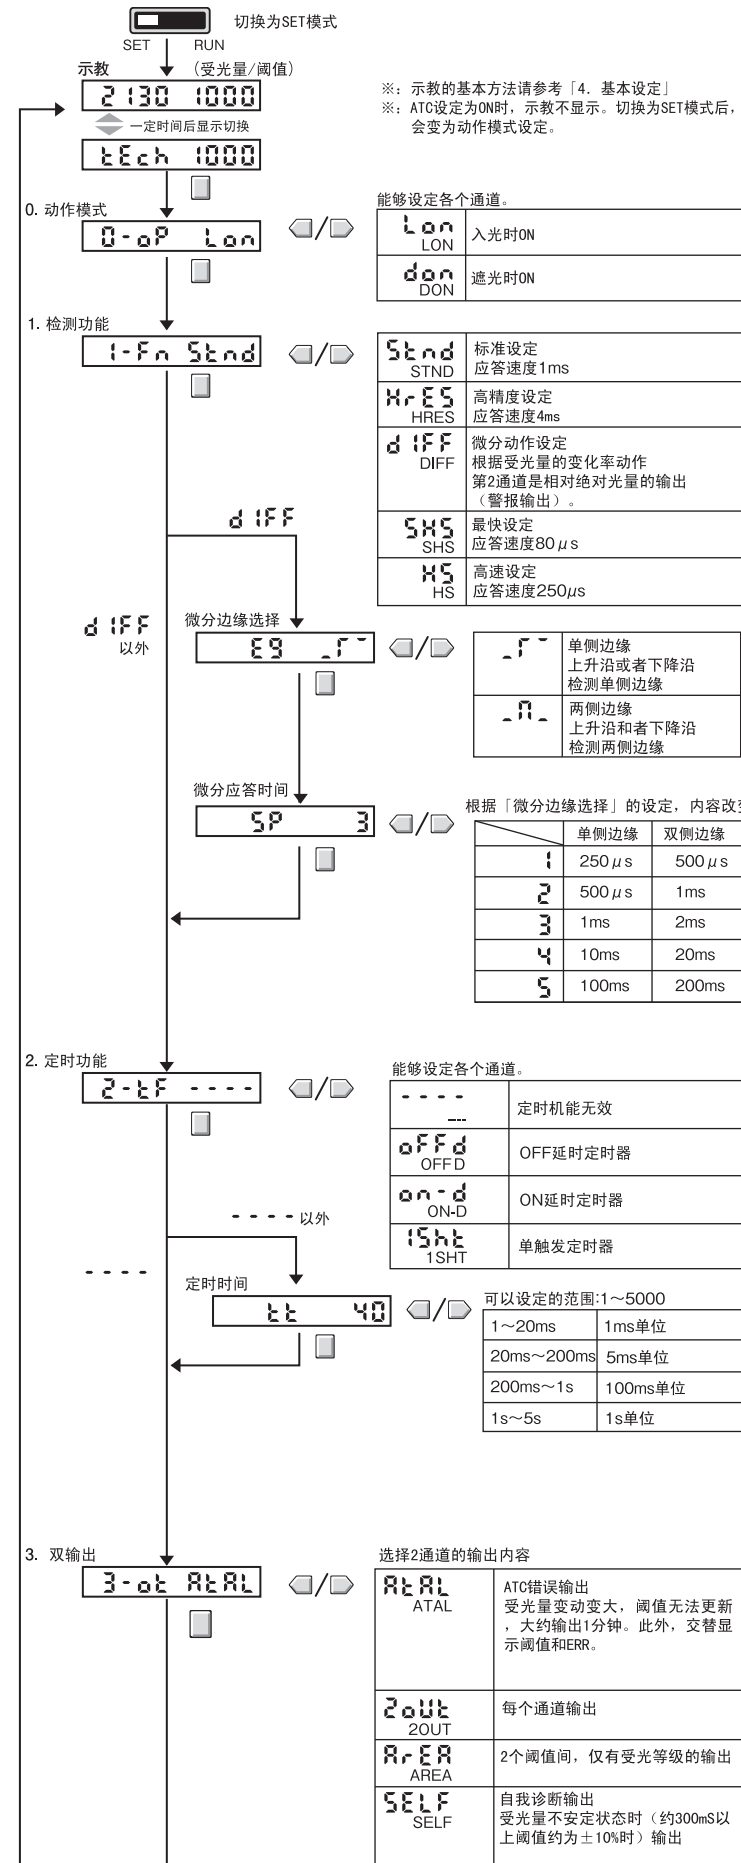 切换为SET模式
SET RUN
示教 (受光量/阈值)
2130 1000
一定时间后显示切换
tEch 1000
※: 示教的基本方法请参考「4. 基本设定」
※: ATC设定为ON时，示教不显示。切换为SET模式后，
会变为动作模式设定。
0. 动作模式
0-oP Lon
能够设定各个通道。
Lon
LON
入光时ON
don
DON
遮光时ON
1. 检测功能
1-Fn Stnd
Stnd
STND
标准设定
应答速度1ms
HrES
HRES
高精度设定
应答速度4ms
dIFF
DIFF
微分动作设定
根据受光量的变化率动作
第2通道是相对绝对光量的输出
（警报输出）。
SHS
SHS
最快设定
应答速度80μs
HS
HS
高速设定
应答速度250μs
dIFF
dIFF
以外
微分边缘选择
Eg
单侧边缘
上升沿或者下降沿
检测单侧边缘
两侧边缘
上升沿和者下降沿
检测两侧边缘
微分应答时间
SP 3
根据「微分边缘选择」的设定，内容改变
单侧边缘 双侧边缘
1 250μs 500μs
2 500μs 1ms
3 1ms 2ms
4 10ms 20ms
5 100ms 200ms
2. 定时功能
2-tF ----
能够设定各个通道。
----
---
定时机能无效
oFFd
OFFD
OFF延时定时器
on-d
ON-D
ON延时定时器
1Sht
1SHT
单触发定时器
---- 以外
----
定时时间
tt 40
可以设定的范围:1～5000
1～20ms 1ms单位
20ms～200ms 5ms单位
200ms～1s 100ms单位
1s～5s 1s单位
3. 双输出
3-ot AtAL
选择2通道的输出内容
AtAL
ATAL
ATC错误输出
受光量变动变大，阈值无法更新
，大约输出1分钟。此外，交替显
示阈值和ERR。
2oUt
2OUT
每个通道输出
ArEA
AREA
2个阈值间，仅有受光等级的输出
SELF
SELF
自我诊断输出
受光量不安定状态时（约300mS以
上阈值约为±10%时）输出